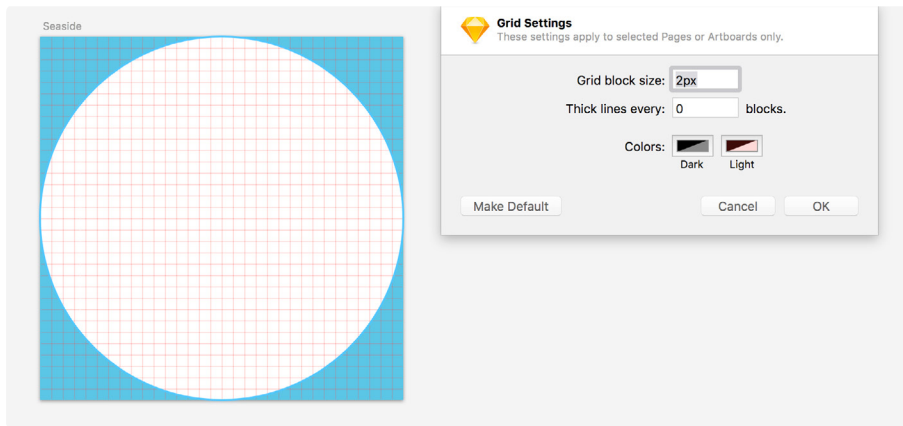 Seaside
Grid Settings
These settings apply to selected Pages or Artboards only.
Grid block size: 2px
Thick lines every: 0 blocks.
Colors:
Dark Light
Make Default Cancel OK